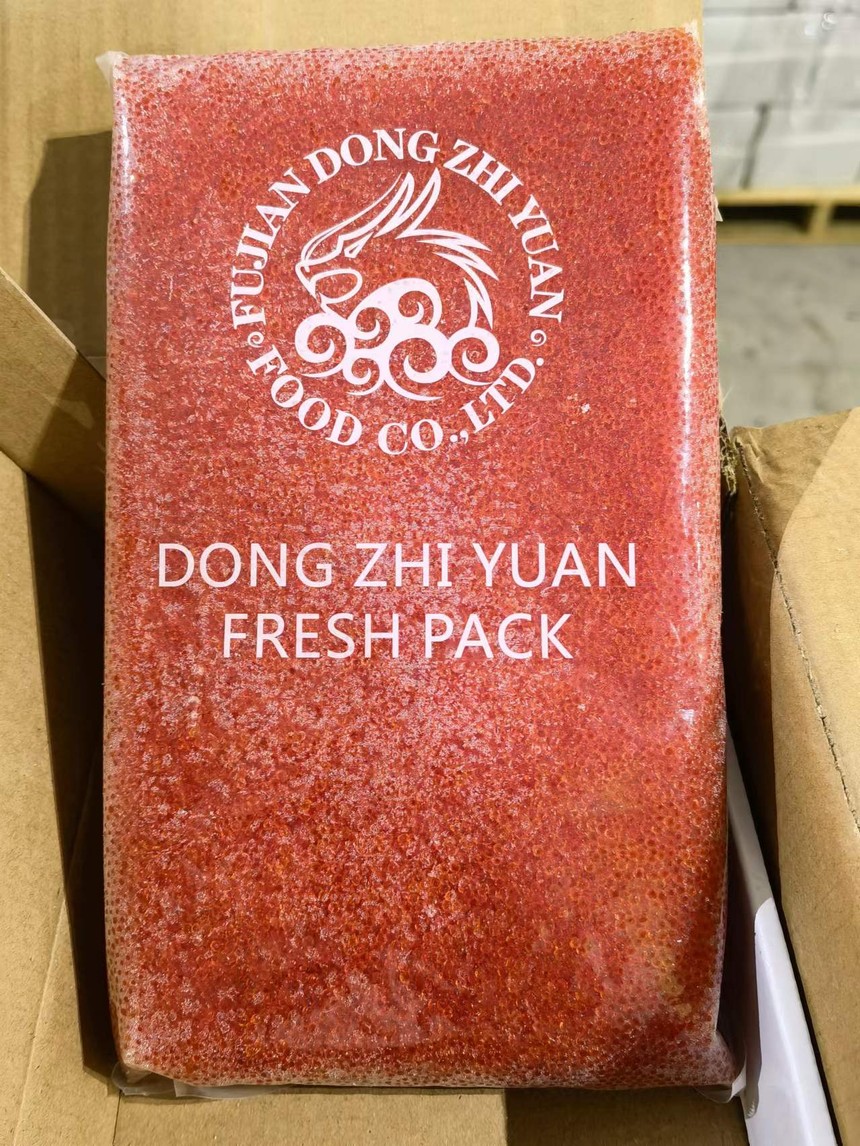 FUJIAN DONG ZHI YUAN
FOOD CO.,LTD.
DONG ZHI YUAN
FRESH PACK